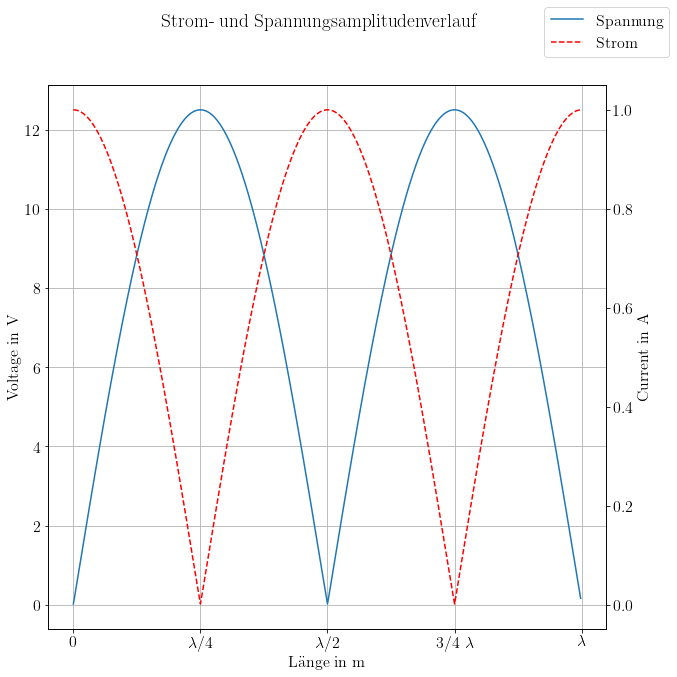 Strom- und Spannungsamplitudenverlauf
Spannung
Strom
Voltage in V
12
10
8
6
4
2
0
1.0
0.8
0.6
0.4
0.2
0.0
Current in A
0 λ/4 λ/2 3/4 λ λ
Länge in m